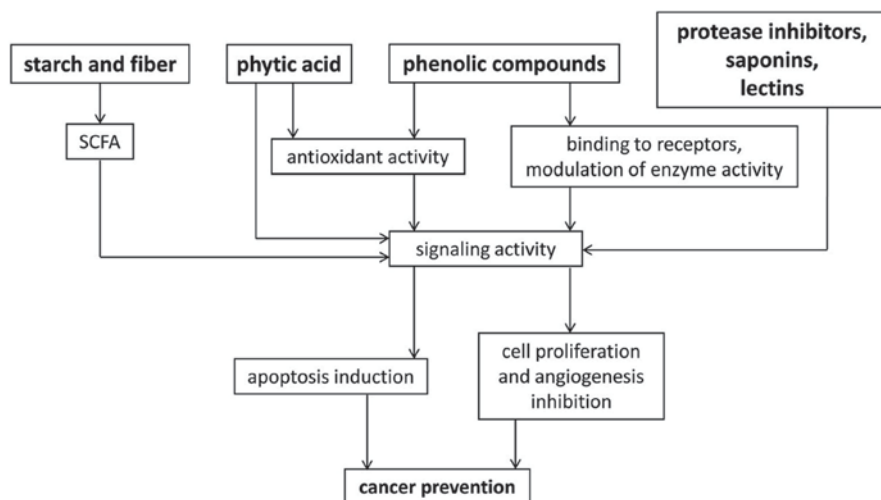 starch and fiber
phytic acid
phenolic compounds
protease inhibitors,
saponins,
lectins
SCFA
antioxidant activity
binding to receptors,
modulation of enzyme activity
signaling activity
apoptosis induction
cell proliferation
and angiogenesis
inhibition
cancer prevention